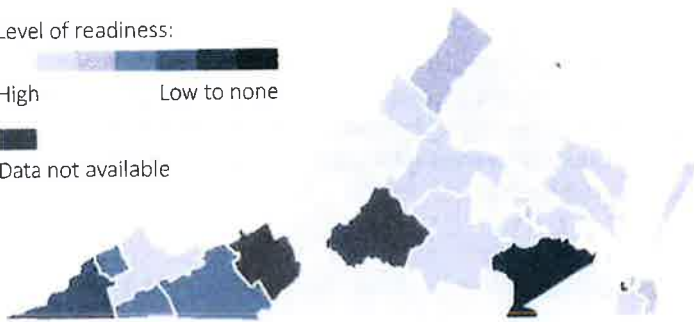 Level of readiness:
High Low to none
Data not available